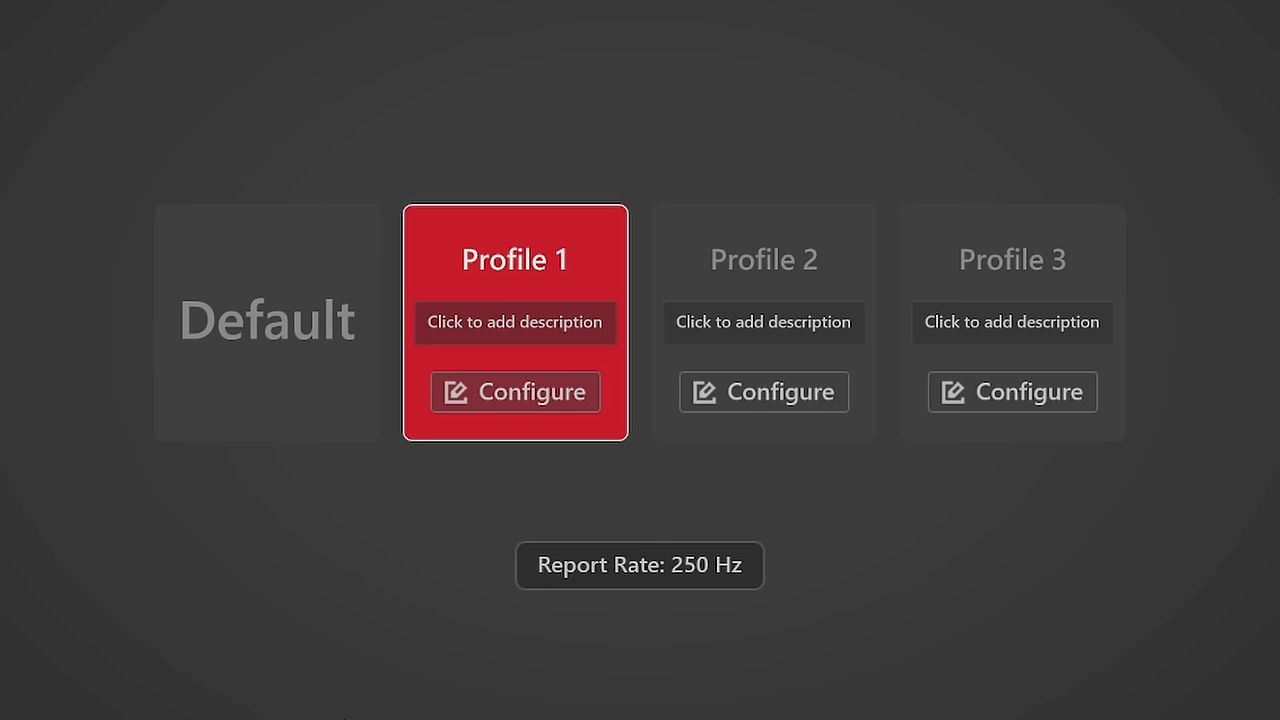 Default
Profile 1
Click to add description
Configure
Profile 2
Click to add description
Configure
Profile 3
Click to add description
Configure
Report Rate: 250 Hz